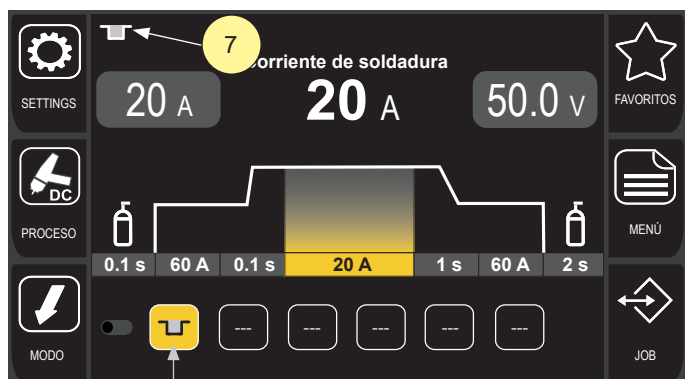 7
orriente de soldadura
SETTINGS
20 A
20 A
50.0 V
FAVORITOS
DC
PROCESO
MENÚ
0.1 s 60 A 0.1 s 20 A 1 s 60 A 2 s
--- --- --- --- ---
MODO
JOB